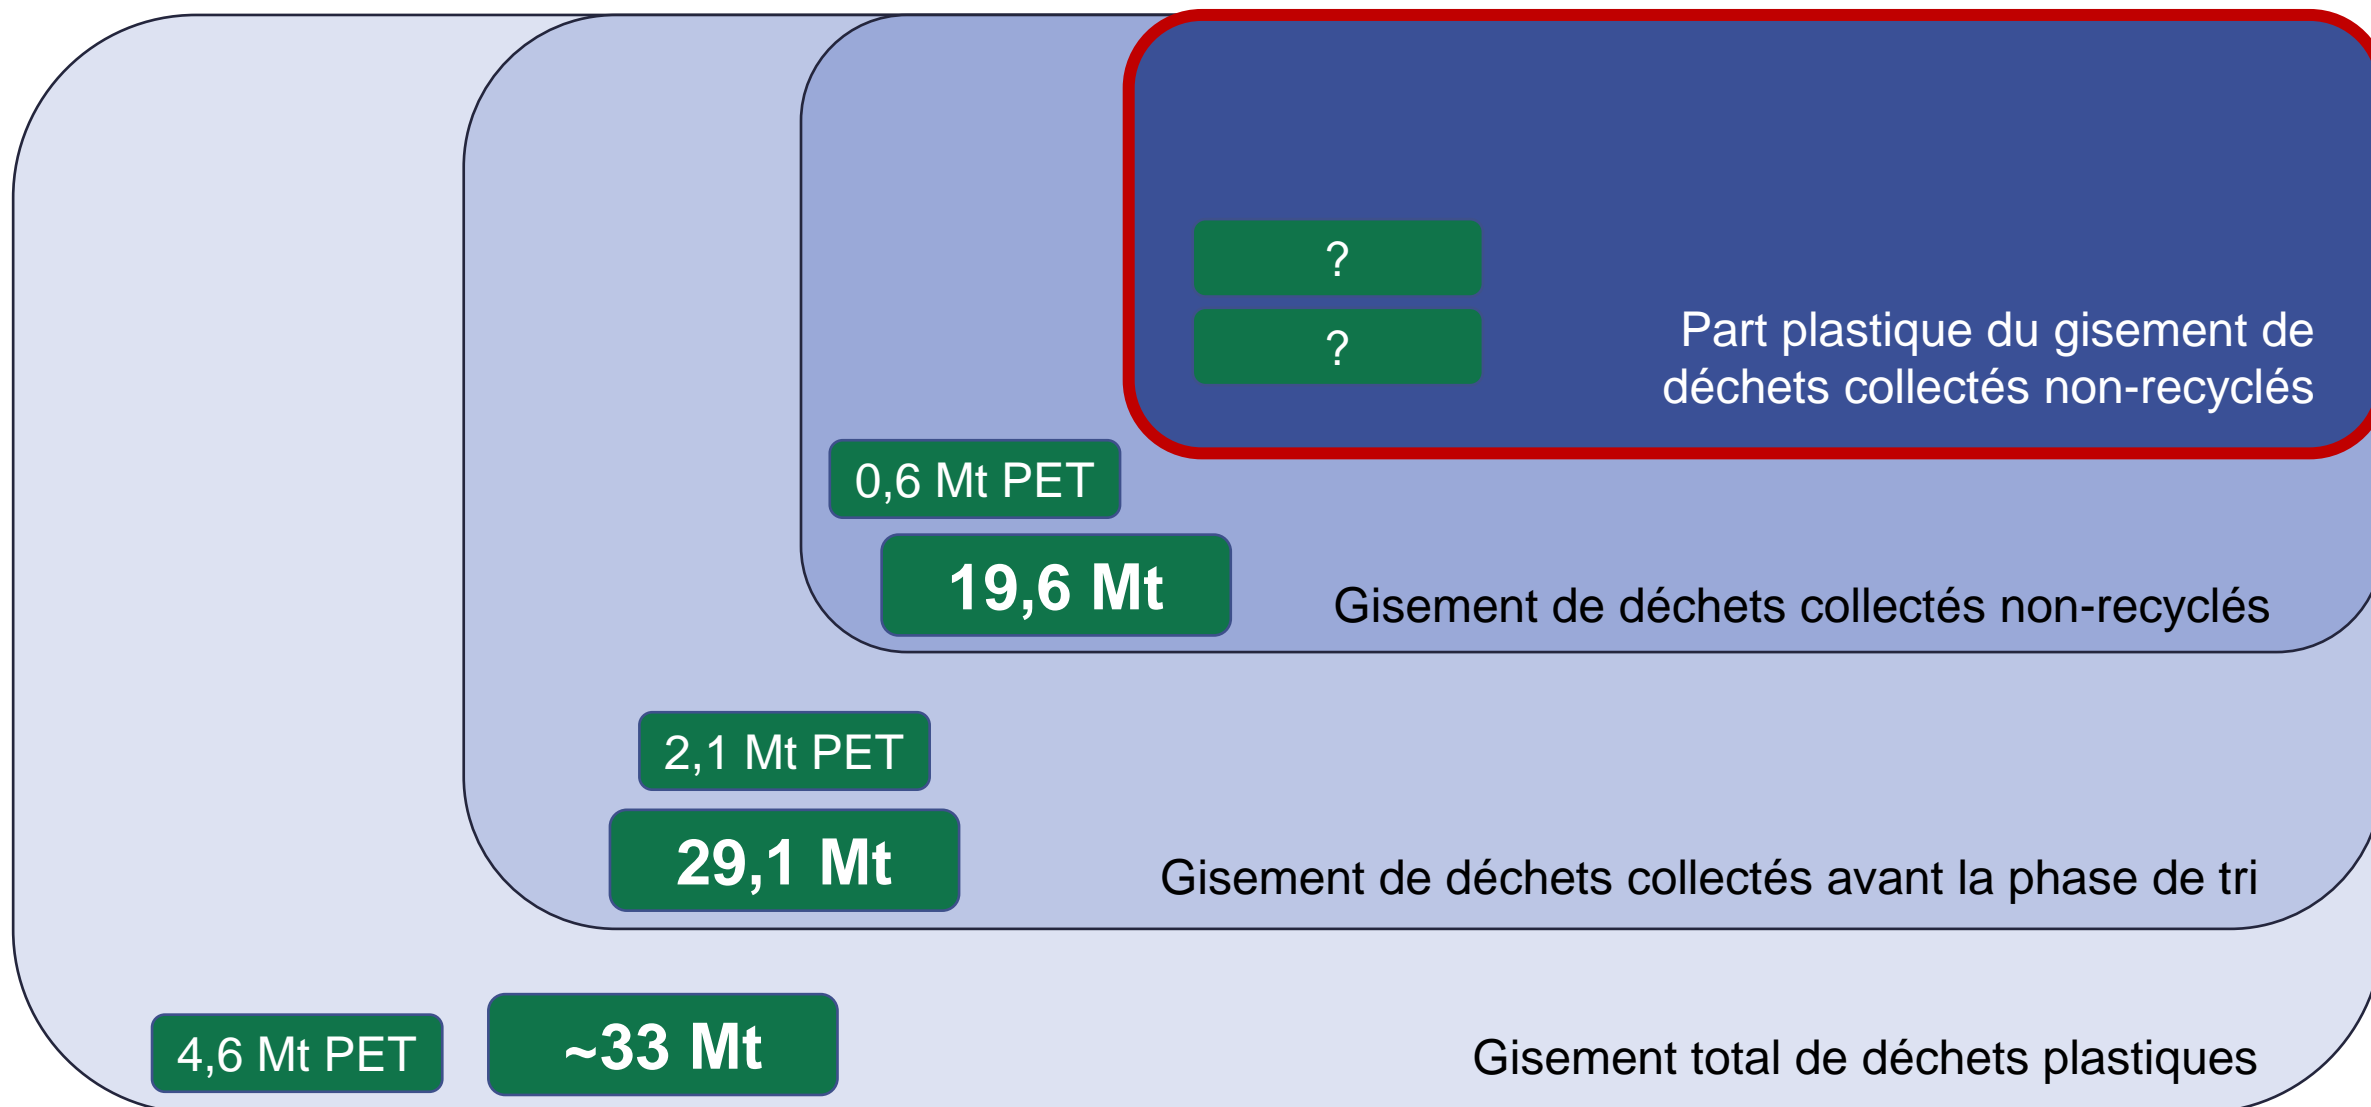 ?
?
Part plastique du gisement de
déchets collectés non-recyclés
0,6 Mt PET
19,6 Mt
Gisement de déchets collectés non-recyclés
2,1 Mt PET
29,1 Mt
Gisement de déchets collectés avant la phase de tri
4,6 Mt PET
~33 Mt
Gisement total de déchets plastiques